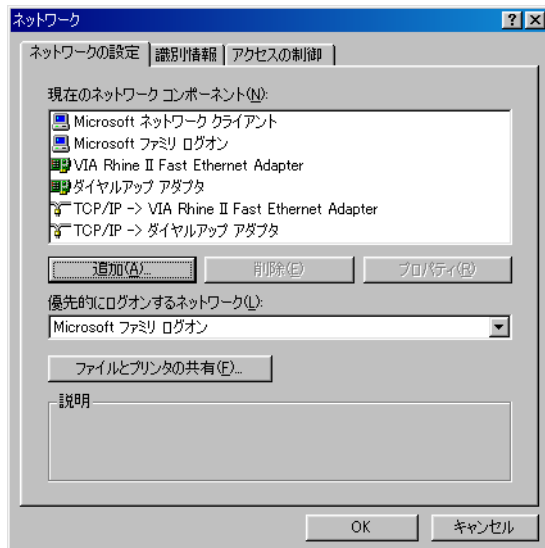 ネットワーク
ネットワークの設定 識別情報 アクセスの制御
現在のネットワーク コンポーネント(N):
Microsoft ネットワーク クライアント
Microsoft ファミリ ログオン
VIA Rhine II Fast Ethernet Adapter
ダイヤルアップ アダプタ
TCP/IP -> VIA Rhine II Fast Ethernet Adapter
TCP/IP -> ダイヤルアップ アダプタ
追加(A)... 削除(E) プロパティ(R)
優先的にログオンするネットワーク(L):
Microsoft ファミリ ログオン
ファイルとプリンタの共有(F)...
説明
OK キャンセル